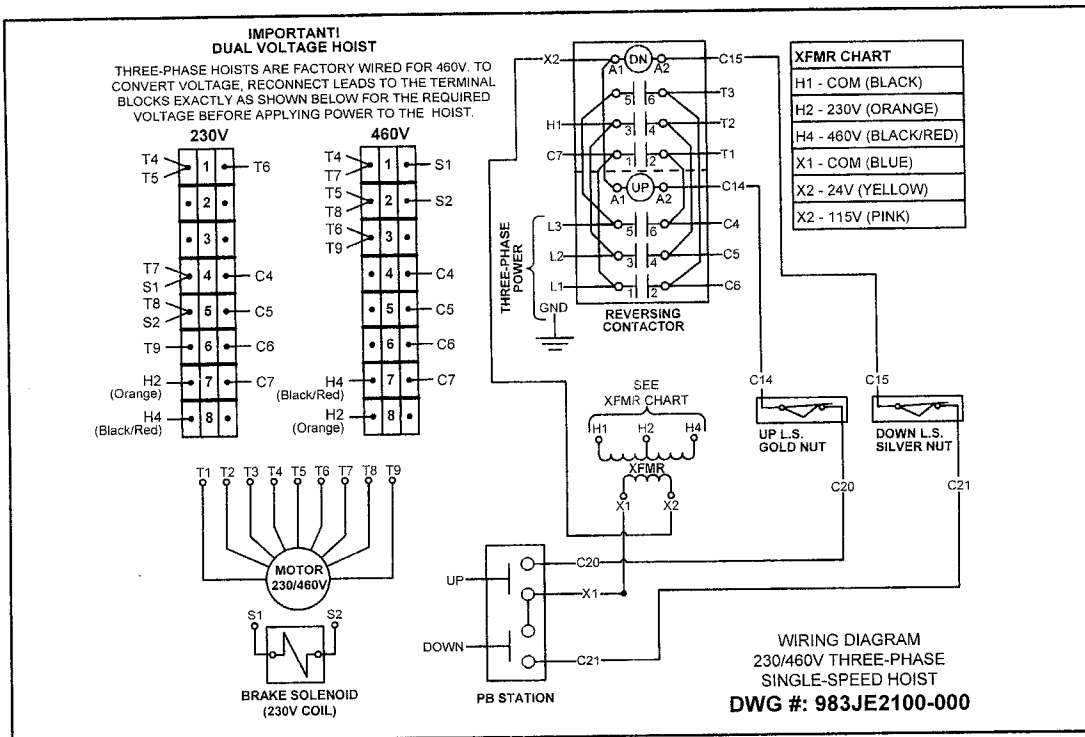 IMPORTANT!
DUAL VOLTAGE HOIST
THREE-PHASE HOISTS ARE FACTORY WIRED FOR 460V. TO
CONVERT VOLTAGE, RECONNECT LEADS TO THE TERMINAL
BLOCKS EXACTLY AS SHOWN BELOW FOR THE REQUIRED
VOLTAGE BEFORE APPLYING POWER TO THE HOIST.
230V
T4
T5
1
T6
2
3
T7
S1
4
C4
T8
S2
5
C5
T9
6
C6
H2
(Orange)
7
C7
H4
(Black/Red)
8
460V
T4
T7
1
S1
T5
T8
2
S2
T6
T9
3
4
C4
5
C5
6
C6
H4
(Black/Red)
7
C7
H2
(Orange)
8
X2
A1
DN
A2
C15
5
6
T3
H1
3
4
T2
C7
1
2
T1
A1
UP
A2
C14
L3
5
6
C4
L2
3
4
C5
L1
1
2
C6
THREE-PHASE
POWER
GND
REVERSING
CONTACTOR
XFMR CHART
H1 - COM (BLACK)
H2 - 230V (ORANGE)
H4 - 460V (BLACK/RED)
X1 - COM (BLUE)
X2 - 24V (YELLOW)
X2 - 115V (PINK)
SEE
XFMR CHART
H1 H2 H4
XFMR
X1 X2
C14
C15
UP L.S.
GOLD NUT
DOWN L.S.
SILVER NUT
C20
C21
T1 T2 T3 T4 T5 T6 T7 T8 T9
MOTOR
230/460V
S1
S2
BRAKE SOLENOID
(230V COIL)
UP
C20
X1
DOWN
C21
PB STATION
WIRING DIAGRAM
230/460V THREE-PHASE
SINGLE-SPEED HOIST
DWG #: 983JE2100-000